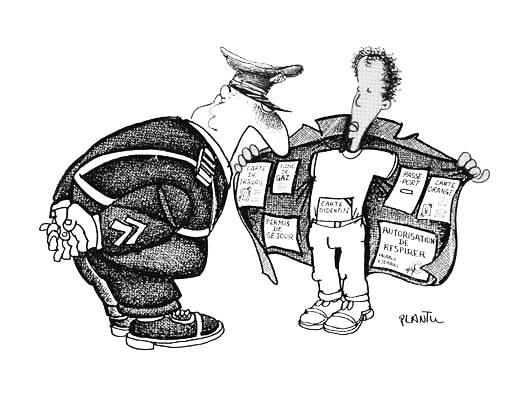 CARTE
DE
TRAVAIL
FICHE
DE
GAZ
PERMIS
DE
SÉJOUR
CARTE
D'IDENTITÉ
PASSE
PORT
CARTE
ORANGE
AUTORISATION
DE
RESPIRER
PLANTU